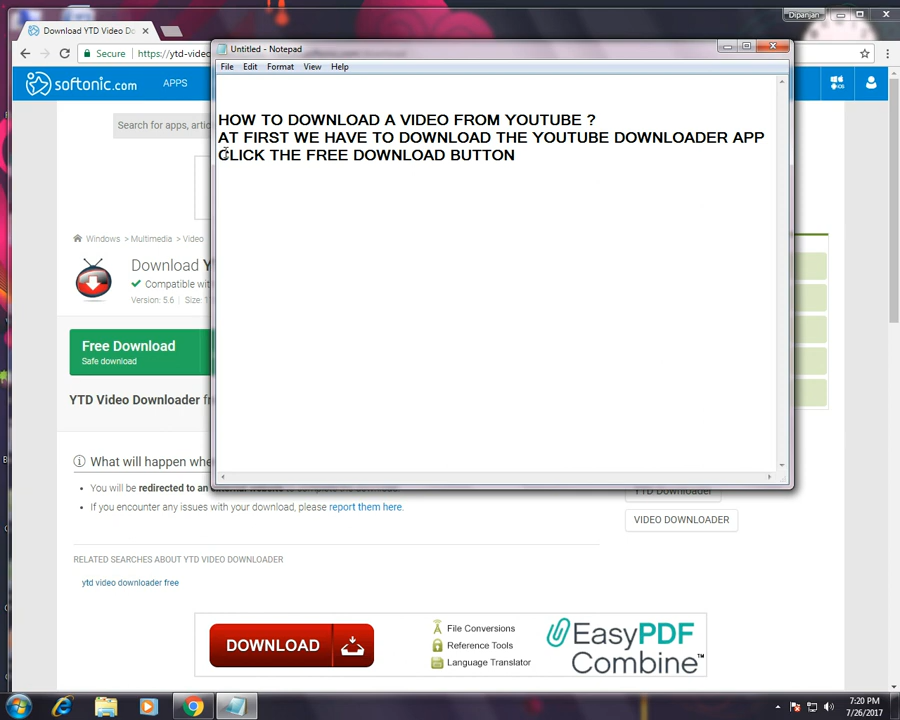 Dipanjan
Download YTD Video Do
Secure
https://ytd-video
softonic.com
APPS
Search for apps, artic
Untitled - Notepad
File Edit Format View Help
HOW TO DOWNLOAD A VIDEO FROM YOUTUBE ?
AT FIRST WE HAVE TO DOWNLOAD THE YOUTUBE DOWNLOADER APP
CLICK THE FREE DOWNLOAD BUTTON
Windows > Multimedia > Video
Download Y
Compatible wit
Version: 5.6 Size: 1
Free Download
Safe download
YTD Video Downloader fr
What will happen whe
You will be redirected to an
If you encounter any issues with your download, please report them here.
YTD Downloader
VIDEO DOWNLOADER
RELATED SEARCHES ABOUT YTD VIDEO DOWNLOADER
ytd video downloader free
DOWNLOAD
File Conversions
Reference Tools
Language Translator
EasyPDF
Combine™
7:20 PM
7/26/2017